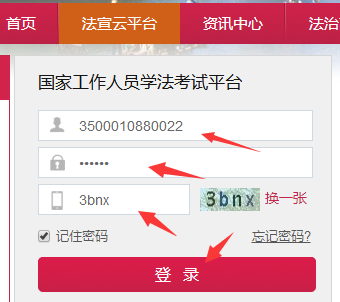 首页 法宣云平台 资讯中心 法治
国家工作人员学法考试平台
3500010880022
••••••
3bnx 3bnx 换一张
记住密码 忘记密码?
登 录